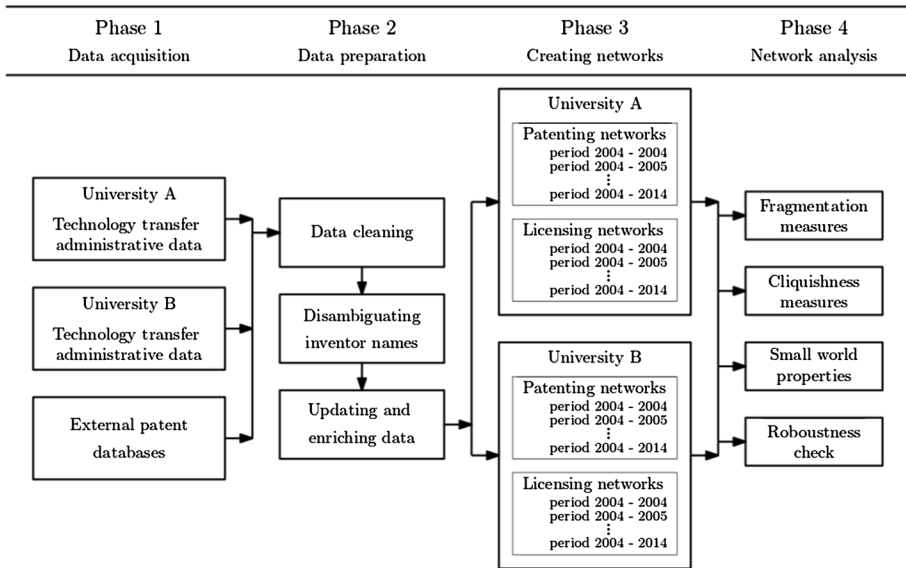 Phase 1
Data acquisition
Phase 2
Data preparation
Phase 3
Creating networks
Phase 4
Network analysis
University A
Technology transfer
administrative data
University B
Technology transfer
administrative data
External patent
databases
Data cleaning
Disambiguating
inventor names
Updating and
enriching data
University A
Patenting networks
period 2004 - 2004
period 2004 - 2005
⋮
period 2004 - 2014
Licensing networks
period 2004 - 2004
period 2004 - 2005
⋮
period 2004 - 2014
University B
Patenting networks
period 2004 - 2004
period 2004 - 2005
⋮
period 2004 - 2014
Licensing networks
period 2004 - 2004
period 2004 - 2005
⋮
period 2004 - 2014
Fragmentation
measures
Cliquishness
measures
Small world
properties
Roboustness
check